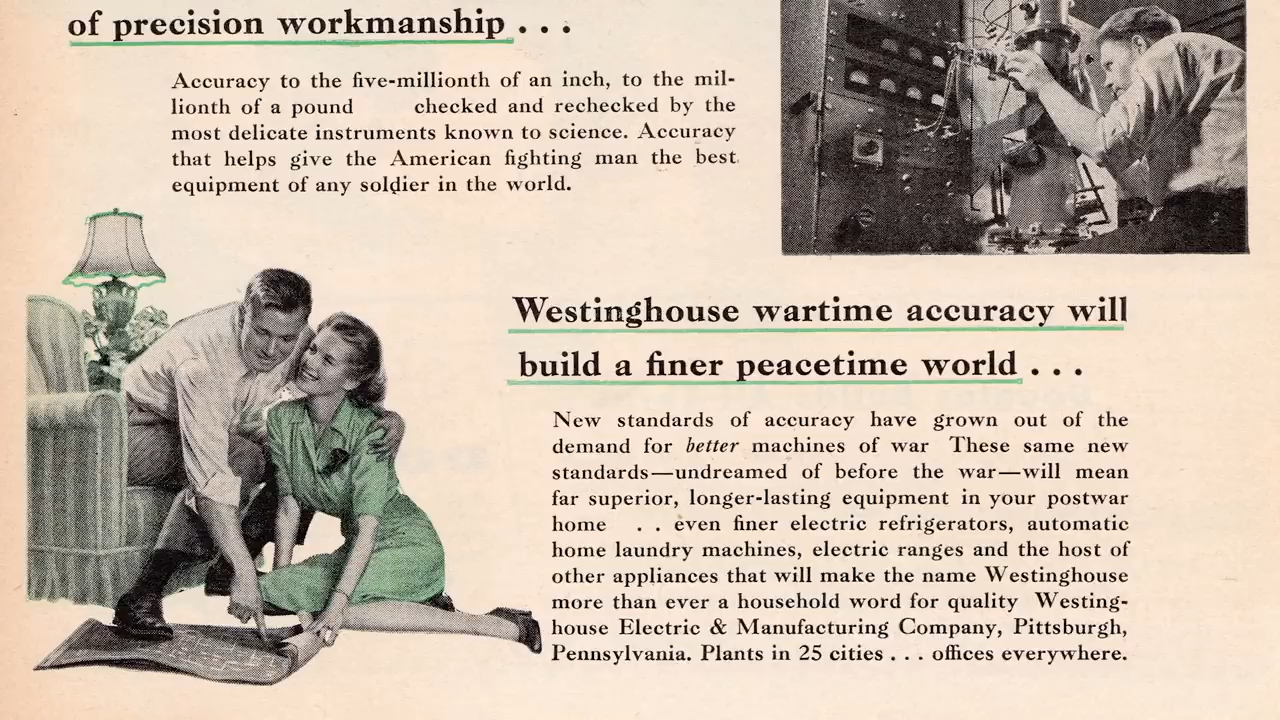 of precision workmanship . . .
Accuracy to the five-millionth of an inch, to the mil-
lionth of a pound checked and rechecked by the
most delicate instruments known to science. Accuracy
that helps give the American fighting man the best
equipment of any soldier in the world.
Westinghouse wartime accuracy will
build a finer peacetime world . . .
New standards of accuracy have grown out of the
demand for better machines of war These same new
standards—undreamed of before the war—will mean
far superior, longer-lasting equipment in your postwar
home . . even finer electric refrigerators, automatic
home laundry machines, electric ranges and the host of
other appliances that will make the name Westinghouse
more than ever a household word for quality Westing-
house Electric & Manufacturing Company, Pittsburgh,
Pennsylvania. Plants in 25 cities . . . offices everywhere.